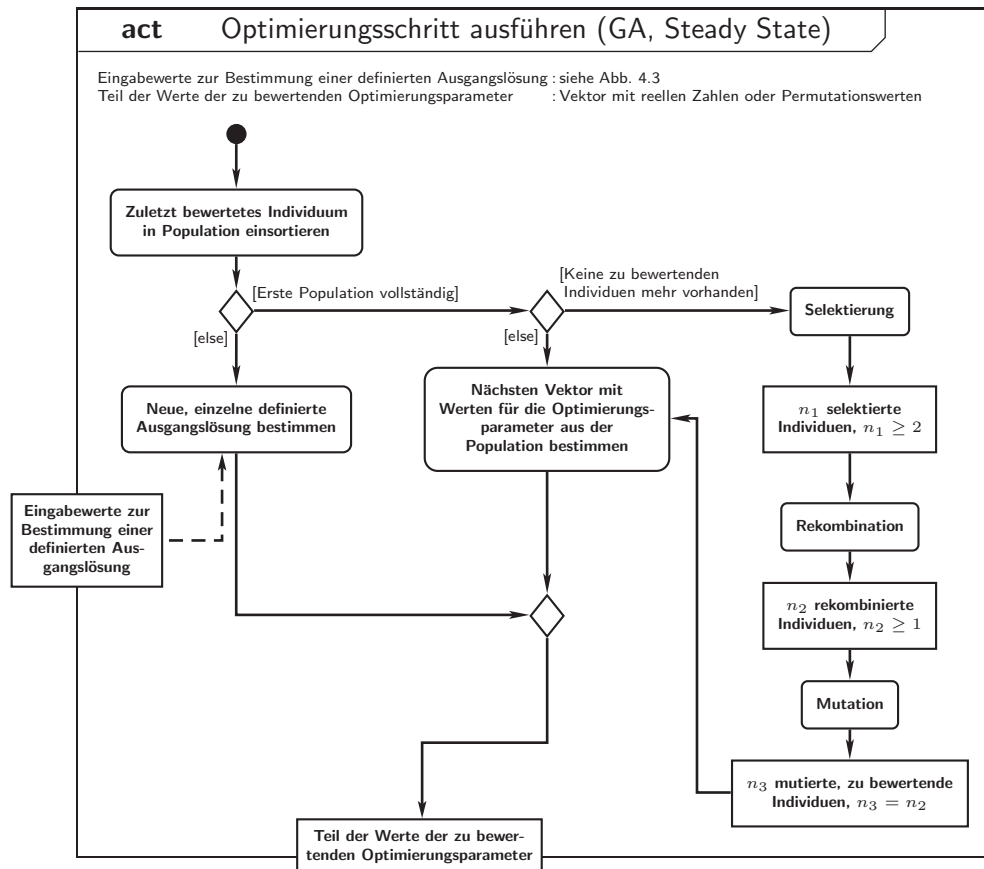 act Optimierungsschritt ausführen (GA, Steady State)
Eingabewerte zur Bestimmung einer definierten Ausgangslösung : siehe Abb. 4.3
Teil der Werte der zu bewertenden Optimierungsparameter : Vektor mit reellen Zahlen oder Permutationswerten
Zuletzt bewertetes Individuum
in Population einsortieren
[Erste Population vollständig]
[else]
[Keine zu bewertenden
Individuen mehr vorhanden]
[else]
Selektierung
Neue, einzelne definierte
Ausgangslösung bestimmen
Nächsten Vektor mit
Werten für die Optimierungs-
parameter aus der
Population bestimmen
n₁ selektierte
Individuen, n₁ ≥ 2
Eingabewerte zur
Bestimmung einer
definierten Aus-
gangslösung
Rekombination
n₂ rekombinierte
Individuen, n₂ ≥ 1
Mutation
n₃ mutierte, zu bewertende
Individuen, n₃ = n₂
Teil der Werte der zu bewer-
tenden Optimierungsparameter